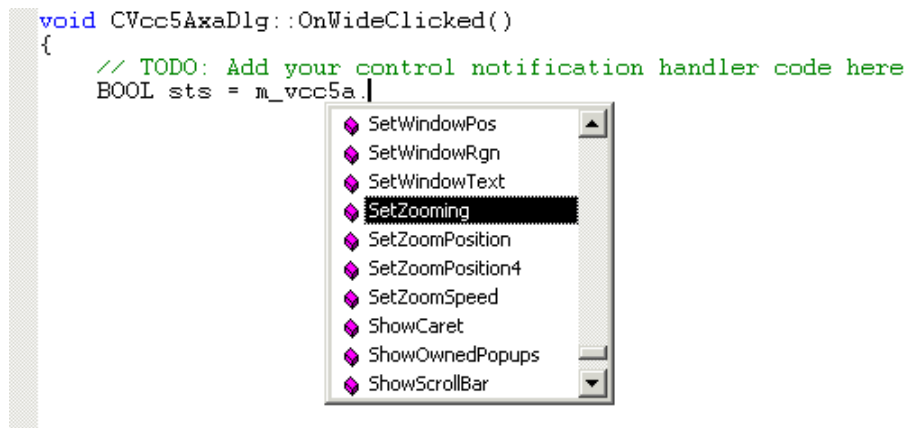 void CVcc5AxaDlg::OnWideClicked()
{
// TODO: Add your control notification handler code here
BOOL sts = m_vcc5a.
SetWindowPos
SetWindowRgn
SetWindowText
SetZooming
SetZoomPosition
SetZoomPosition4
SetZoomSpeed
ShowCaret
ShowOwnedPopups
ShowScrollBar